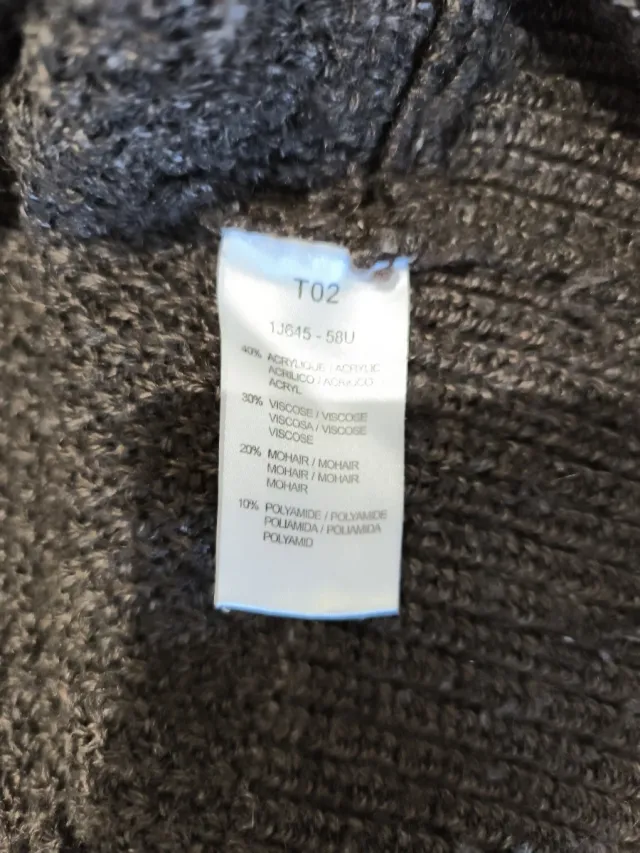 T02
1J645 - 58U
40% ACRYLIQUE / ACRYLIC
ACRILICO / ACRILICO
ACRYL
30% VISCOSE / VISCOSE
VISCOSA / VISCOSE
VISCOSE
20% MOHAIR / MOHAIR
MOHAIR / MOHAIR
MOHAIR
10% POLYAMIDE / POLYAMIDE
POLIAMIDA / POLIAMIDA
POLYAMID